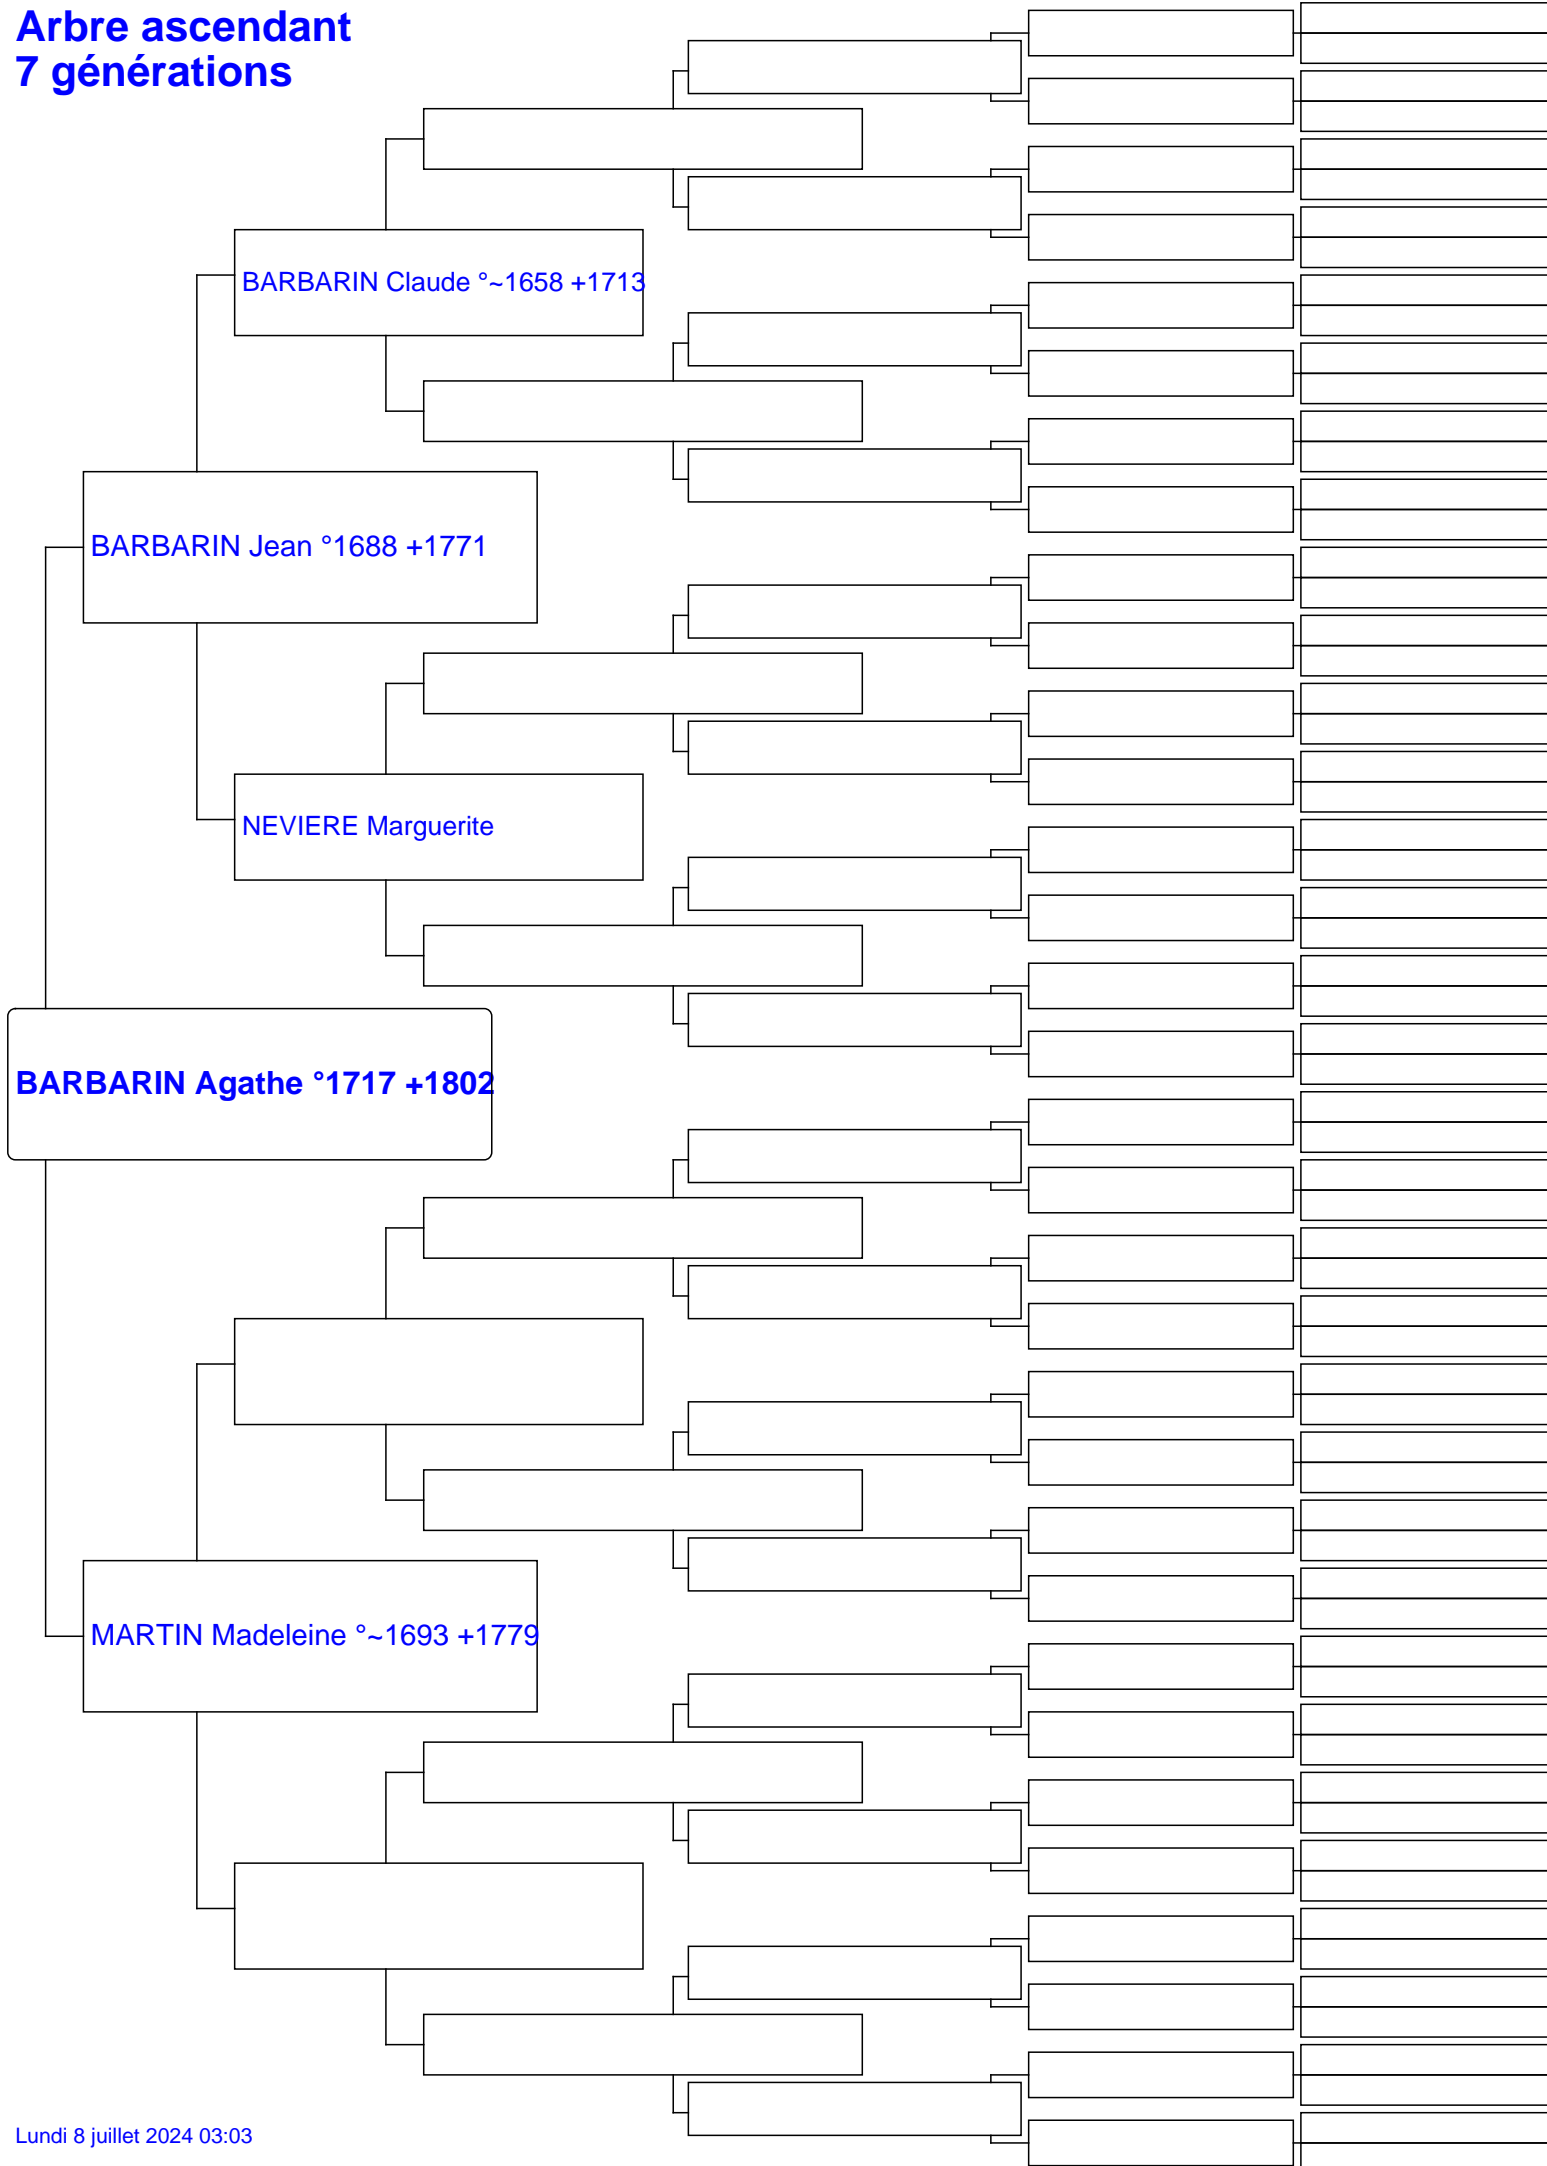 Arbre ascendant
7 générations
BARBARIN Claude °~1658 +1713
BARBARIN Jean °1688 +1771
NEVIERE Marguerite
BARBARIN Agathe °1717 +1802
MARTIN Madeleine °~1693 +1779
Lundi 8 juillet 2024 03:03